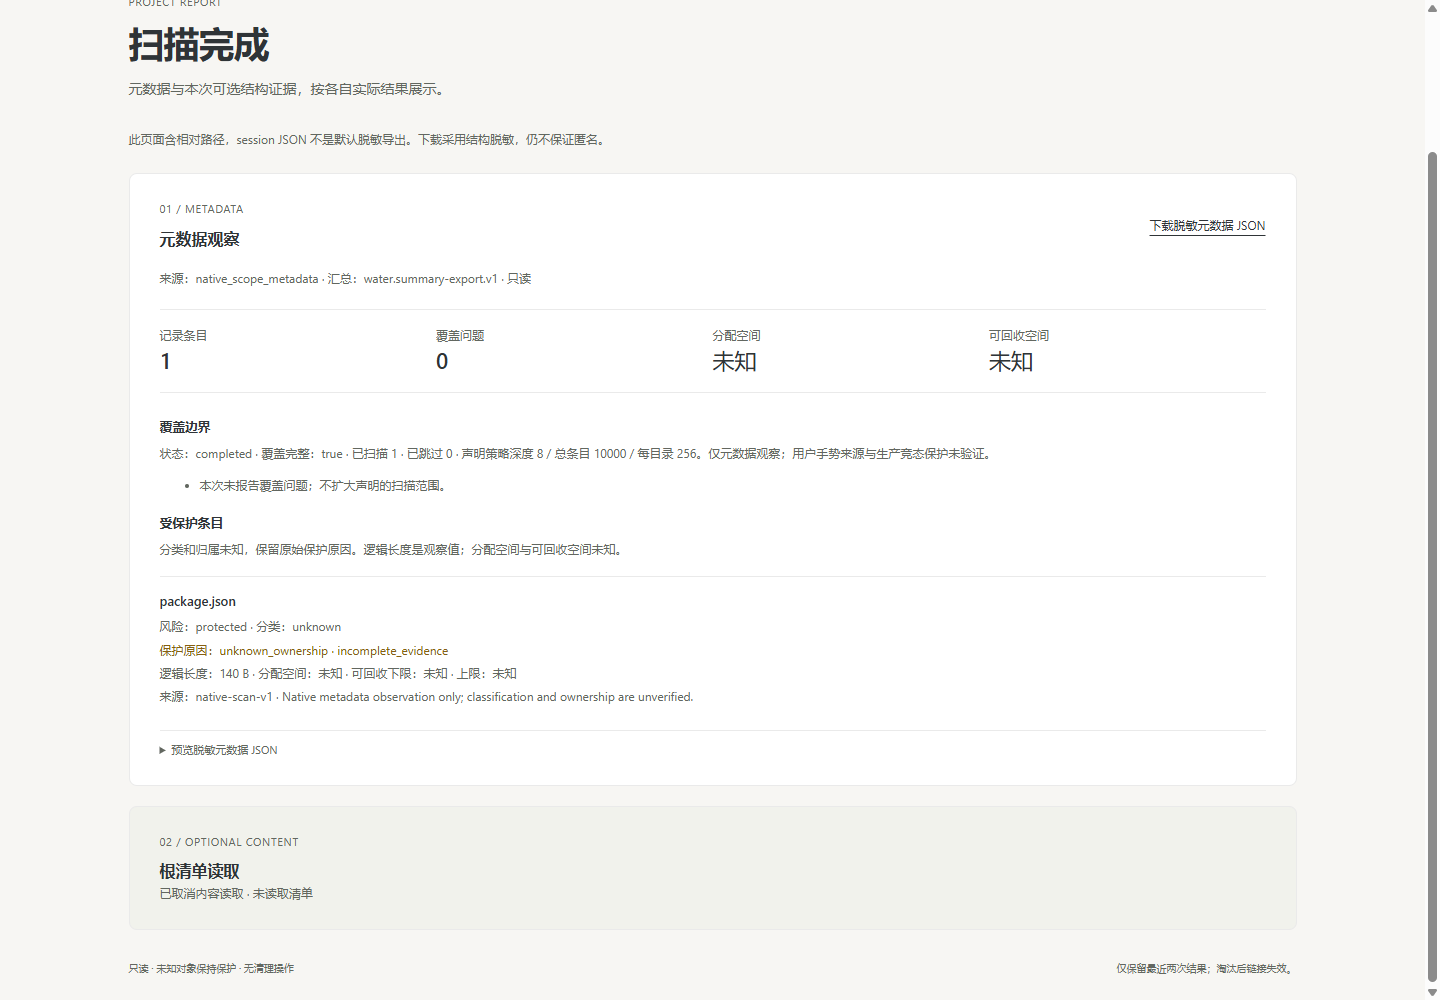 PROJECT REPORT
扫描完成
元数据与本次可选结构证据，按各自实际结果展示。
此页面含相对路径，session JSON 不是默认脱敏导出。下载采用结构脱敏，仍不保证匿名。
01 / METADATA
下载脱敏元数据 JSON
元数据观察
来源：native_scope_metadata · 汇总：water.summary-export.v1 · 只读
记录条目
覆盖问题
分配空间
可回收空间
1
0
未知
未知
覆盖边界
状态：completed · 覆盖完整：true · 已扫描 1 · 已跳过 0 · 声明策略深度 8 / 总条目 10000 / 每目录 256。仅元数据观察；用户手势来源与生产竞态保护未验证。
• 本次未报告覆盖问题；不扩大声明的扫描范围。
受保护条目
分类和归属未知，保留原始保护原因。逻辑长度是观察值；分配空间与可回收空间未知。
package.json
风险：protected · 分类：unknown
保护原因：unknown_ownership · incomplete_evidence
逻辑长度：140 B · 分配空间：未知 · 可回收下限：未知 · 上限：未知
来源：native-scan-v1 · Native metadata observation only; classification and ownership are unverified.
▶ 预览脱敏元数据 JSON
02 / OPTIONAL CONTENT
根清单读取
已取消内容读取 · 未读取清单
只读 · 未知对象保持保护 · 无清理操作
仅保留最近两次结果；淘汰后链接失效。